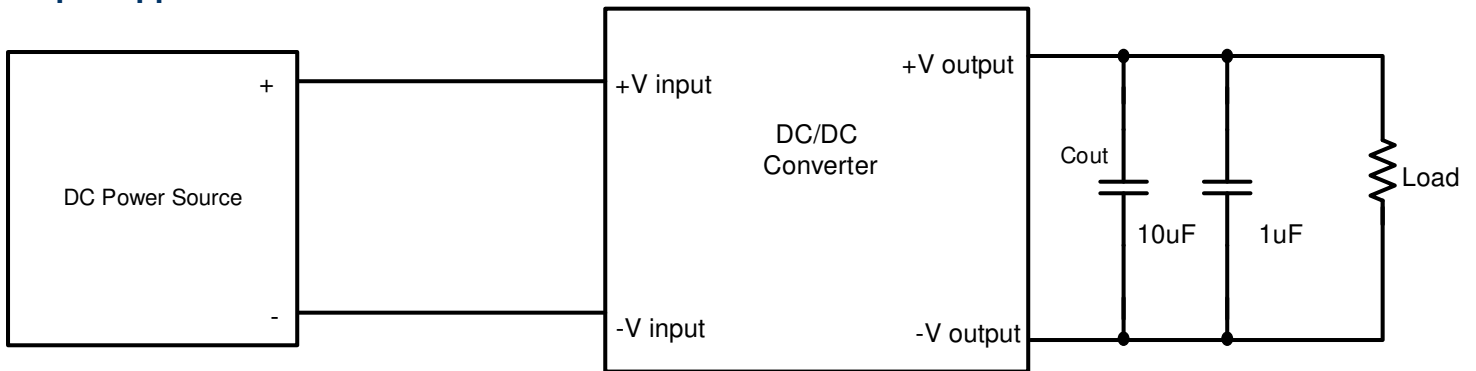 +
-
DC Power Source
+V input
-V input
DC/DC
Converter
+V output
-V output
Cout
10uF
1uF
Load